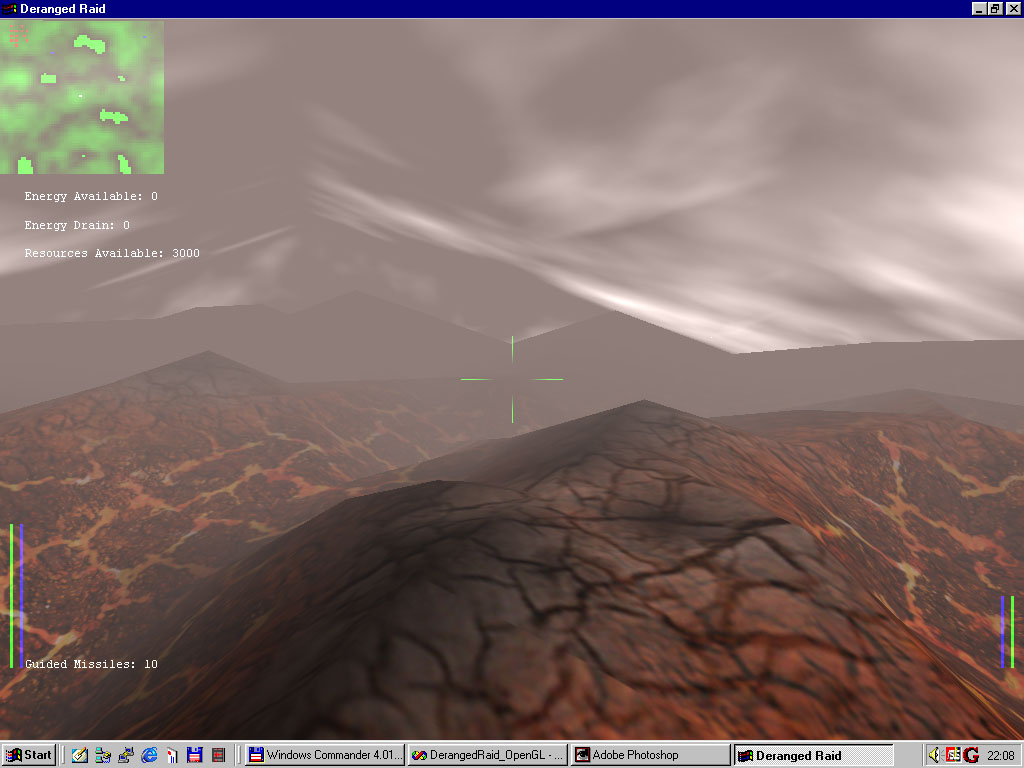 Deranged Raid
Energy Available: 0
Energy Drain: 0
Resources Available: 3000
Guided Missiles: 10
Start
Windows Commander 4.01...
DerangedRaid_OpenGL - ...
Adobe Photoshop
Deranged Raid
22:08